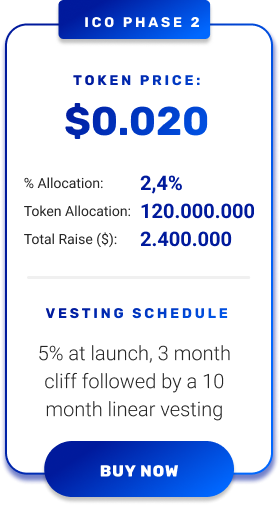 ICO PHASE 2
TOKEN PRICE:
$0.020
% Allocation: 2,4%
Token Allocation: 120.000.000
Total Raise ($): 2.400.000
VESTING SCHEDULE
5% at launch, 3 month
cliff followed by a 10
month linear vesting
BUY NOW